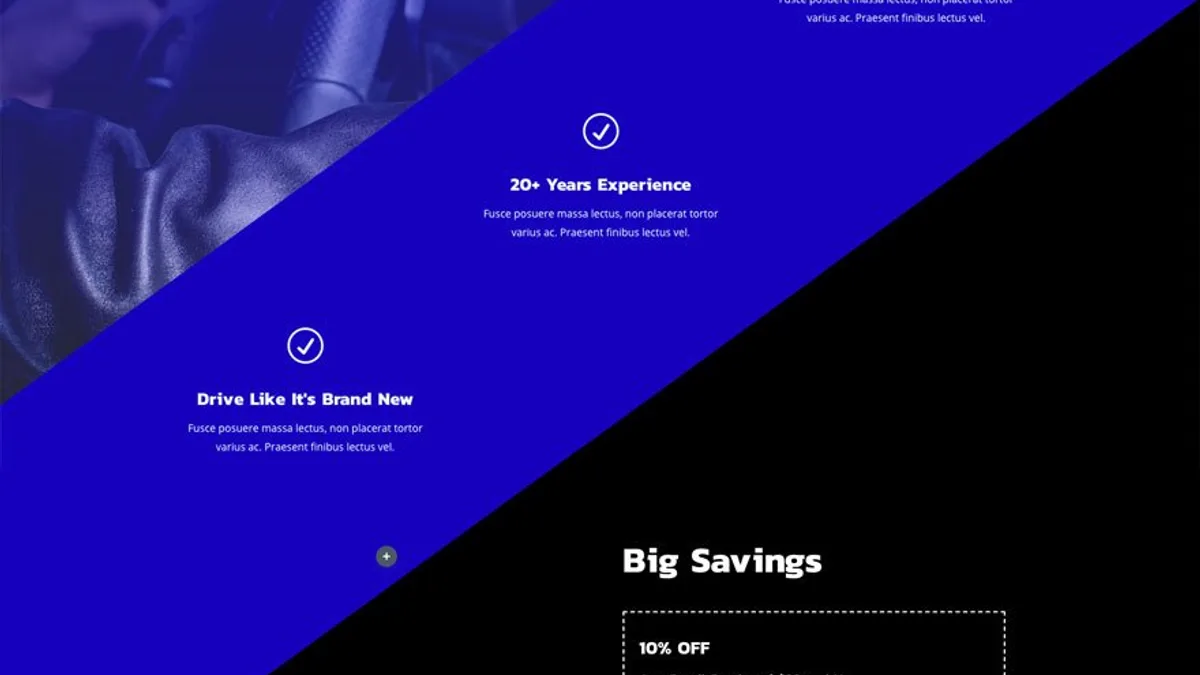 Fusce posuere massa lectus, non placerat tortor
varius ac. Praesent finibus lectus vel.
20+ Years Experience
Fusce posuere massa lectus, non placerat tortor
varius ac. Praesent finibus lectus vel.
Drive Like It's Brand New
Fusce posuere massa lectus, non placerat tortor
varius ac. Praesent finibus lectus vel.
Big Savings
10% OFF